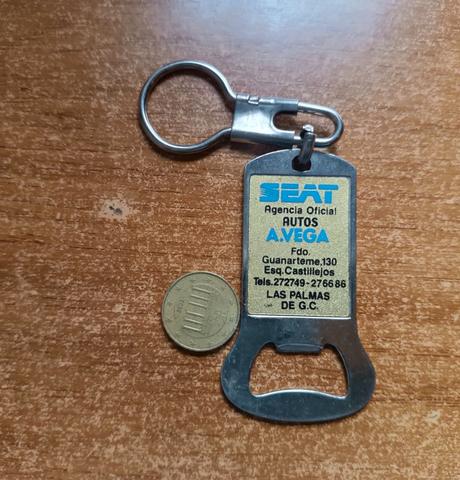 SEAT
Agencia Oficial
AUTOS
A.VEGA
Fdo.
Guanarteme,130
Esq.Castillejos
Tels.272749-276686
LAS PALMAS
DE G.C.